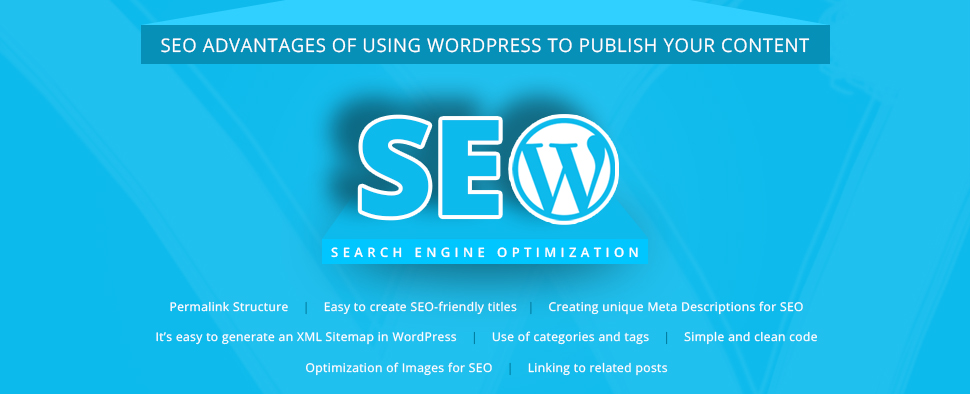 SEO ADVANTAGES OF USING WORDPRESS TO PUBLISH YOUR CONTENT
SEO
SEARCH ENGINE OPTIMIZATION
Permalink Structure | Easy to create SEO-friendly titles | Creating unique Meta Descriptions for SEO
It's easy to generate an XML Sitemap in WordPress | Use of categories and tags | Simple and clean code
Optimization of Images for SEO | Linking to related posts